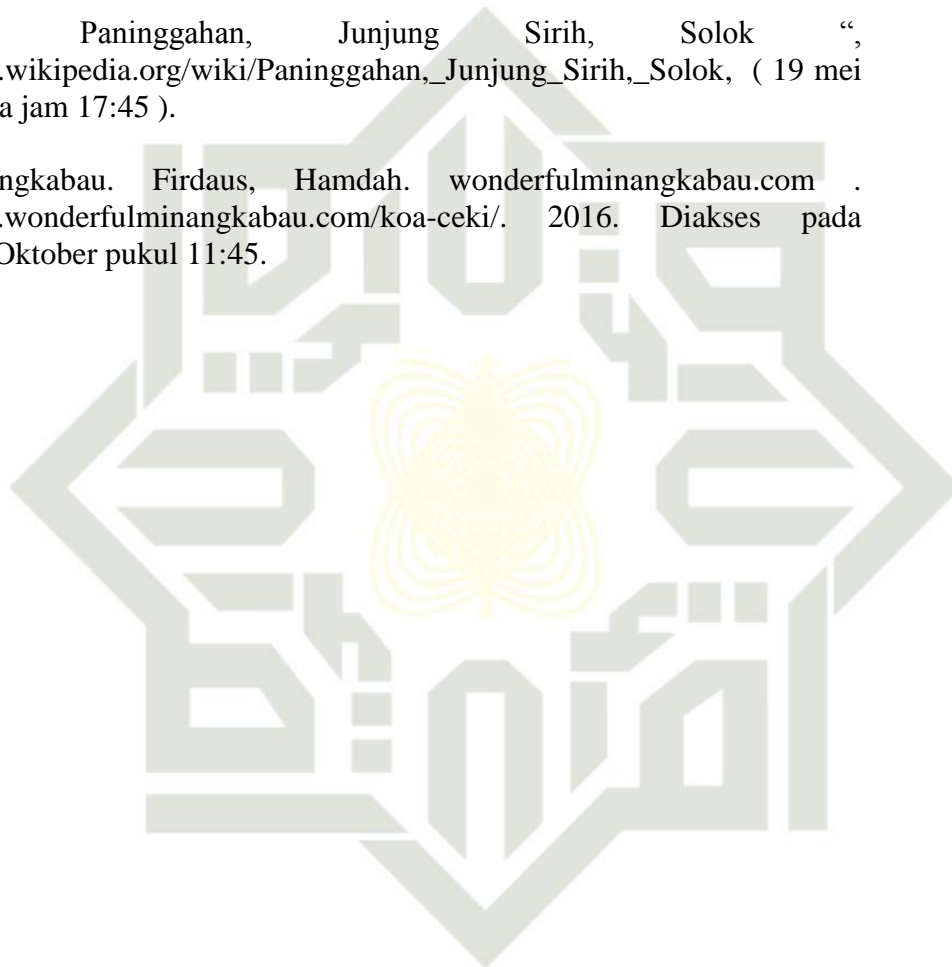 Paninggahan, Junjung Sirih, Solok “,
.wikipedia.org/wiki/Paninggahan,_Junjung_Sirih,_Solok, ( 19 mei
a jam 17:45 ).
ngkabau. Firdaus, Hamdah. wonderfulminangkabau.com .
.wonderfulminangkabau.com/koa-ceki/. 2016. Diakses pada
Oktober pukul 11:45.